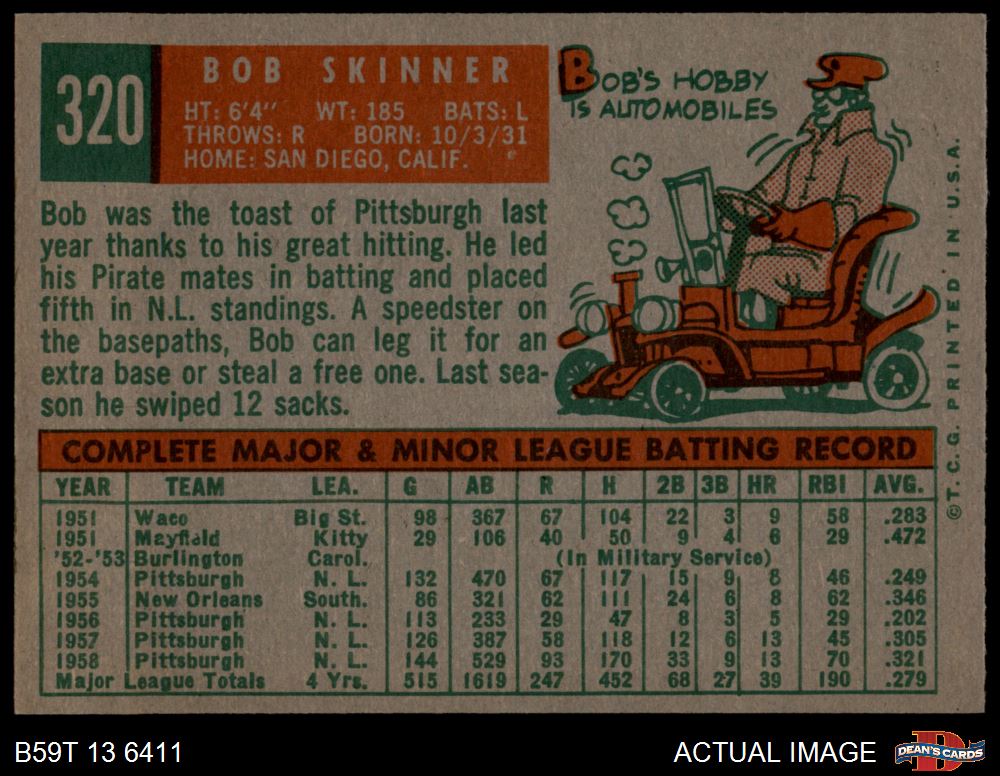 320
BOB SKINNER
HT: 6'4" WT: 185 BATS: L
THROWS: R BORN: 10/3/31
HOME: SAN DIEGO, CALIF.
BOB'S HOBBY
IS AUTOMOBILES
Bob was the toast of Pittsburgh last
year thanks to his great hitting. He led
his Pirate mates in batting and placed
fifth in N.L. standings. A speedster on
the basepaths, Bob can leg it for an
extra base or steal a free one. Last sea-
son he swiped 12 sacks.
COMPLETE MAJOR & MINOR LEAGUE BATTING RECORD
YEAR TEAM LEA. G AB R H 2B 3B HR RBI AVG.
1951 Waco Big St. 98 367 67 104 22 3 9 58 .283
1951 Mayfield Kitty 29 106 40 50 9 4 6 29 .472
'52-'53 Burlington Carol. (In Military Service)
1954 Pittsburgh N. L. 132 470 67 117 15 9 8 46 .249
1955 New Orleans South. 86 321 62 111 24 6 8 62 .346
1956 Pittsburgh N. L. 113 233 29 47 8 3 5 29 .202
1957 Pittsburgh N. L. 126 387 58 118 12 6 13 45 .305
1958 Pittsburgh N. L. 144 529 93 170 33 9 13 70 .321
Major League Totals 4 Yrs. 515 1619 247 452 68 27 39 190 .279
©T. C. G. PRINTED IN U.S.A.
B59T 13 6411
ACTUAL IMAGE
DEAN'S CARDS